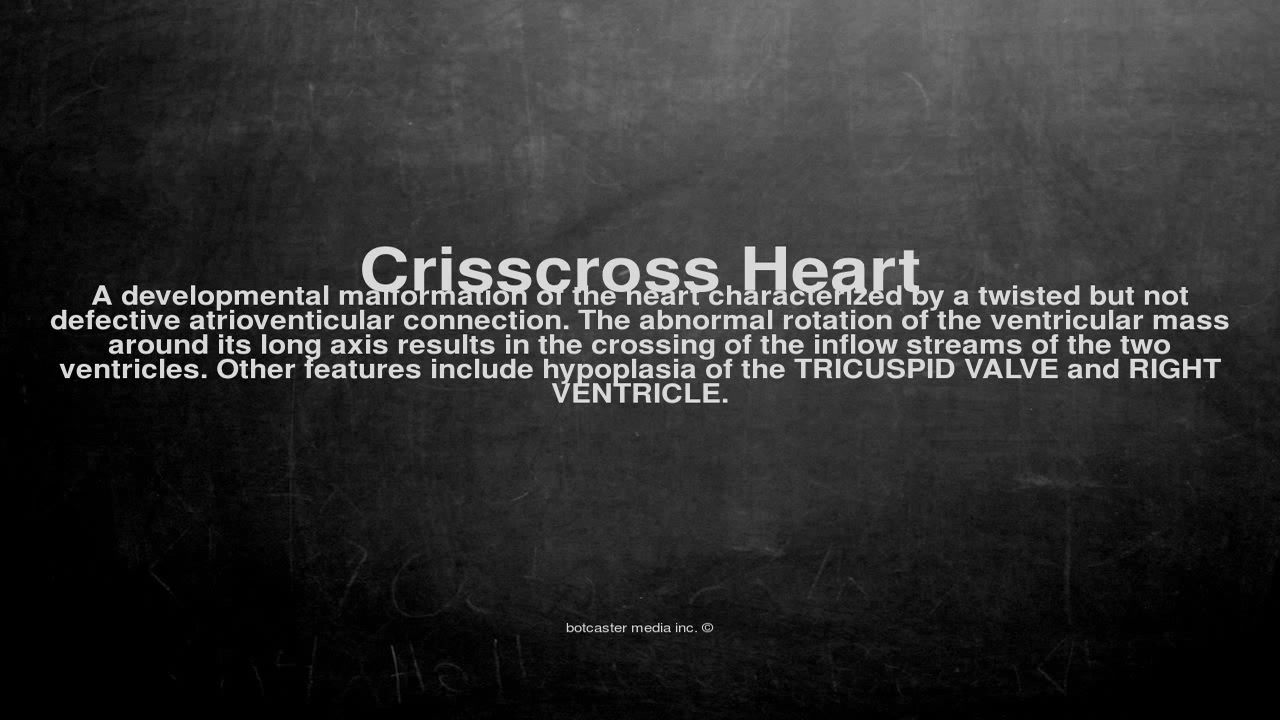 Crisscross Heart
A developmental malformation of the heart characterized by a twisted but not
defective atrioventicular connection. The abnormal rotation of the ventricular mass
around its long axis results in the crossing of the inflow streams of the two
ventricles. Other features include hypoplasia of the TRICUSPID VALVE and RIGHT
VENTRICLE.
botcaster media inc. ©